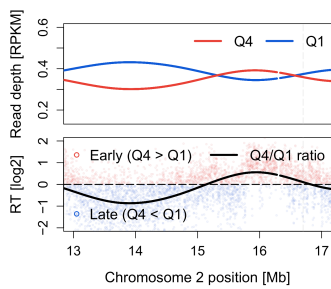 Read depth [RPKM]
0.6
0.4
0.2
Q4
Q1
RT [log2]
2
1
0
−1
−2
Early (Q4 > Q1)
Q4/Q1 ratio
Late (Q4 < Q1)
13
14
15
16
17
Chromosome 2 position [Mb]